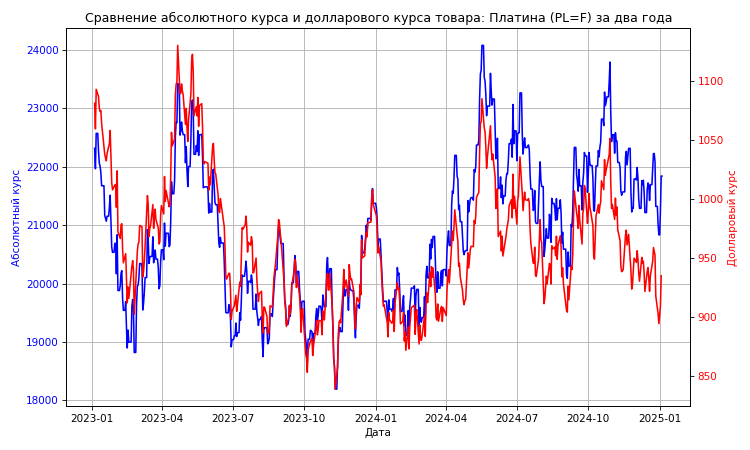 Сравнение абсолютного курса и долларового курса товара: Платина (PL=F) за два года
24000
23000
22000
21000
20000
19000
18000
Абсолютный курс
1100
1050
1000
950
900
850
Долларовый курс
2023-01 2023-04 2023-07 2023-10 2024-01 2024-04 2024-07 2024-10 2025-01
Дата